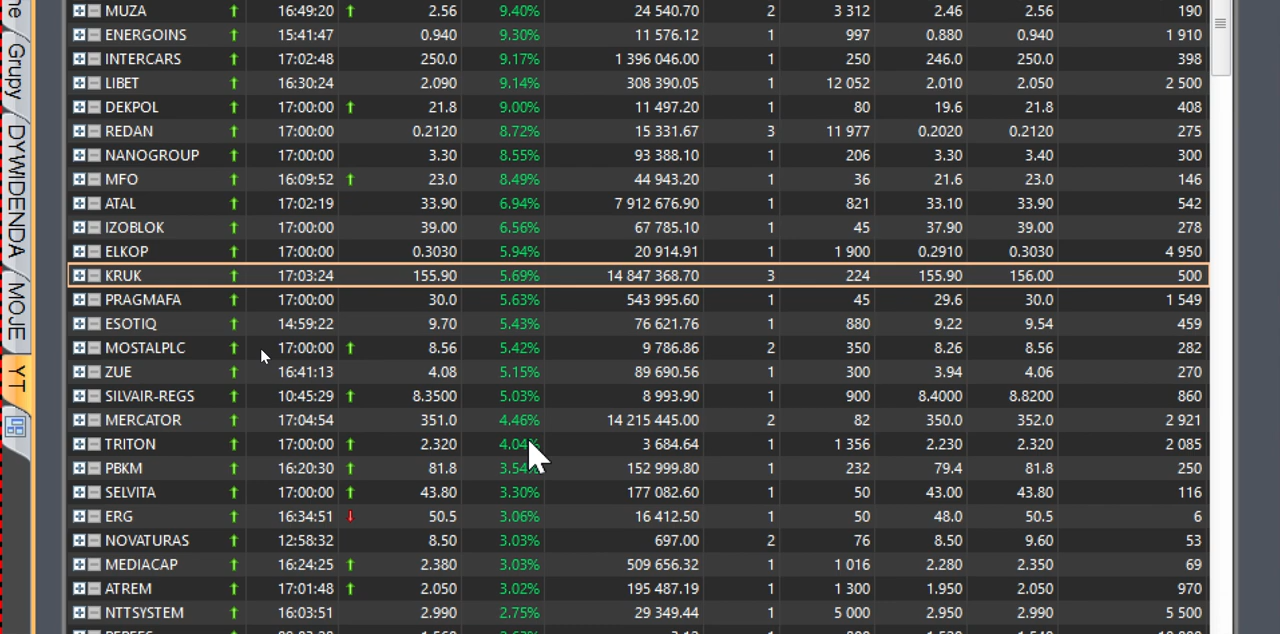 ne
Grupy
DYWIDENDA
MOJE
YT
MUZA 16:49:20 2.56 9.40% 24 540.70 2 3 312 2.46 2.56 190
ENERGOINS 15:41:47 0.940 9.30% 11 576.12 1 997 0.880 0.940 1 910
INTERCARS 17:02:48 250.0 9.17% 1 396 046.00 1 250 246.0 250.0 398
LIBET 16:30:24 2.090 9.14% 308 390.05 1 12 052 2.010 2.050 2 500
DEKPOL 17:00:00 21.8 9.00% 11 497.20 1 80 19.6 21.8 408
REDAN 17:00:00 0.2120 8.72% 15 331.67 3 11 977 0.2020 0.2120 275
NANOGROUP 17:00:00 3.30 8.55% 93 388.10 1 206 3.30 3.40 300
MFO 16:09:52 23.0 8.49% 44 943.20 1 36 21.6 23.0 146
ATAL 17:02:19 33.90 6.94% 7 912 676.90 1 821 33.10 33.90 542
IZOBLOK 17:00:00 39.00 6.56% 67 785.10 1 45 37.90 39.00 278
ELKOP 17:00:00 0.3030 5.94% 20 914.91 1 1 900 0.2910 0.3030 4 950
KRUK 17:03:24 155.90 5.69% 14 847 368.70 3 224 155.90 156.00 500
PRAGMAFA 17:00:00 30.0 5.63% 543 995.60 1 45 29.6 30.0 1 549
ESOTIQ 14:59:22 9.70 5.43% 76 621.76 1 880 9.22 9.54 459
MOSTALPLC 17:00:00 8.56 5.42% 9 786.86 2 350 8.26 8.56 282
ZUE 16:41:13 4.08 5.15% 89 690.56 1 300 3.94 4.06 270
SILVAIR-REGS 10:45:29 8.3500 5.03% 8 993.90 1 900 8.4000 8.8200 860
MERCATOR 17:04:54 351.0 4.46% 14 215 445.00 2 82 350.0 352.0 2 921
TRITON 17:00:00 2.320 4.04% 3 684.64 1 1 356 2.230 2.320 2 085
PBKM 16:20:30 81.8 3.54% 152 999.80 1 232 79.4 81.8 250
SELVITA 17:00:00 43.80 3.30% 177 082.60 1 50 43.00 43.80 116
ERG 16:34:51 50.5 3.06% 16 412.50 1 50 48.0 50.5 6
NOVATURAS 12:58:32 8.50 3.03% 697.00 2 76 8.50 9.60 53
MEDIACAP 16:24:25 2.380 3.03% 509 656.32 1 1 016 2.280 2.350 69
ATREM 17:01:48 2.050 3.02% 195 487.19 1 1 300 1.950 2.050 970
NTTSYSTEM 16:03:51 2.990 2.75% 29 349.44 1 5 000 2.950 2.990 5 500